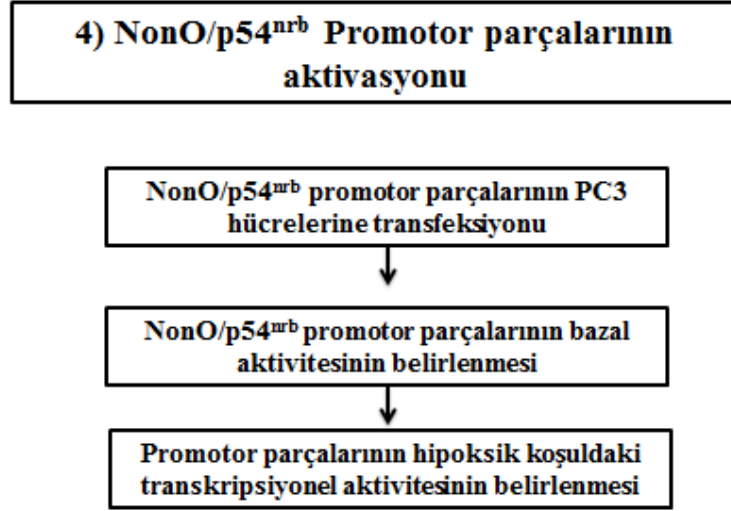 4) NonO/p54ⁿʳᵇ Promotor parçalarının
aktivasyonu
NonO/p54ⁿʳᵇ promotor parçalarının PC3
hücrelerine transfeksiyonu
NonO/p54ⁿʳᵇ promotor parçalarının bazal
aktivitesinin belirlenmesi
Promotor parçalarının hipoksik koşuldaki
transkripsiyonel aktivitesinin belirlenmesi